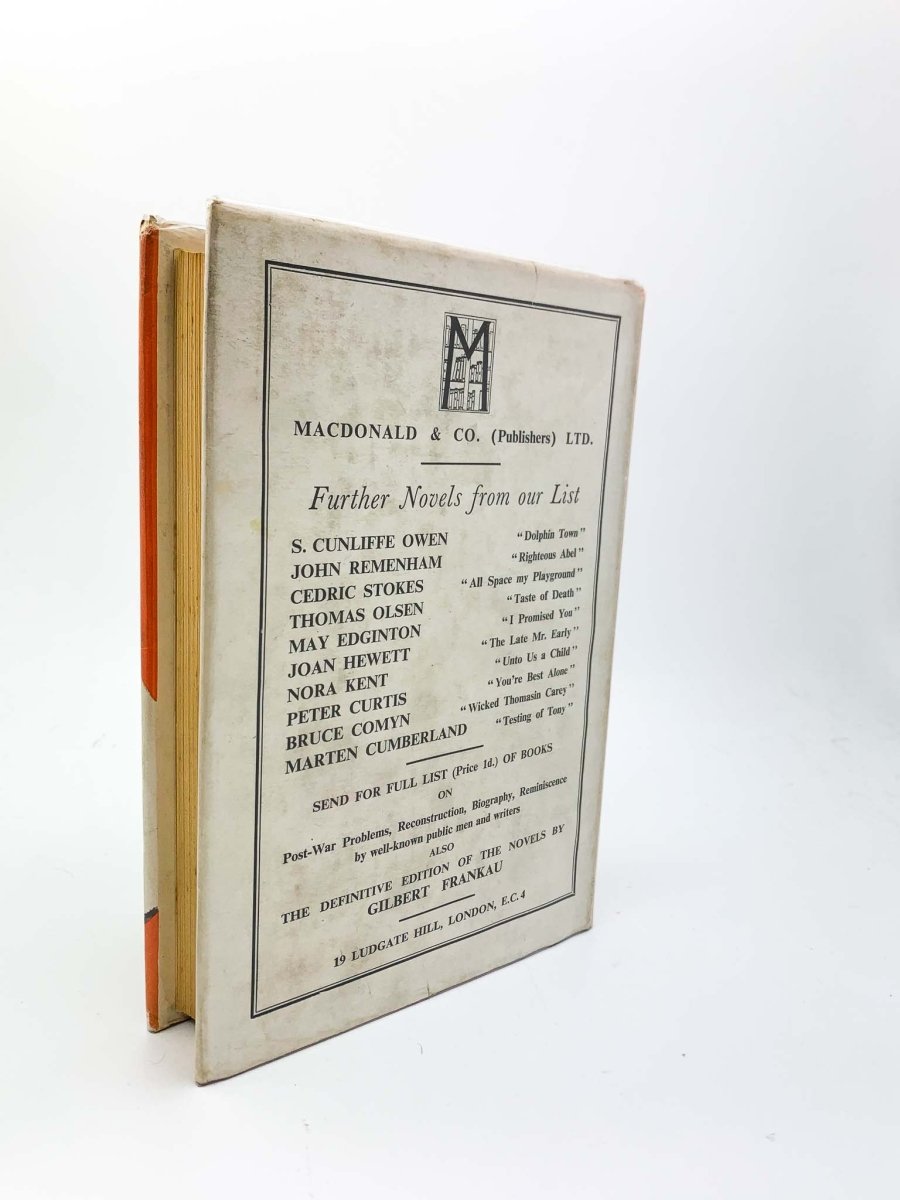 M
MACDONALD & CO. (Publishers) LTD.
Further Novels from our List
S. CUNLIFFE OWEN "Dolphin Town"
JOHN REMENHAM "Righteous Abel"
CEDRIC STOKES "All Space my Playground"
THOMAS OLSEN "Taste of Death"
MAY EDGINTON "I Promised You"
JOAN HEWETT "The Late Mr. Early"
NORA KENT "Unto Us a Child"
PETER CURTIS "You're Best Alone"
BRUCE COMYN "Wicked Thomasin Carey"
MARTEN CUMBERLAND "Testing of Tony"
SEND FOR FULL LIST (Price 1d.) OF BOOKS
ON
Post-War Problems, Reconstruction, Biography, Reminiscence
by well-known public men and writers
ALSO
THE DEFINITIVE EDITION OF THE NOVELS BY
GILBERT FRANKAU
19 LUDGATE HILL, LONDON, E.C.4